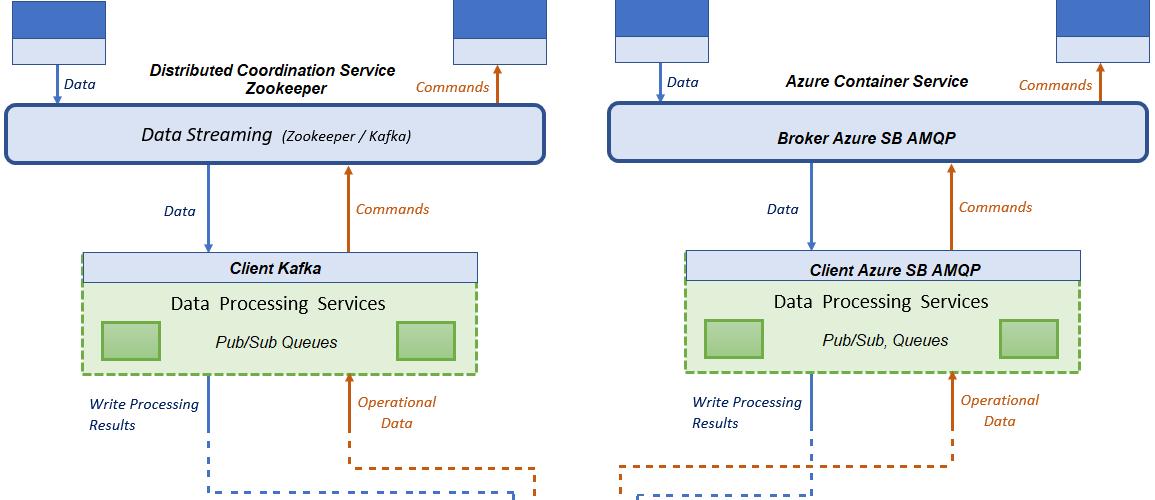 Distributed Coordination Service
Zookeeper
Data
Commands
Data Streaming (Zookeeper / Kafka)
Data
Commands
Client Kafka
Data Processing Services
Pub/Sub Queues
Write Processing
Results
Operational
Data
Azure Container Service
Data
Commands
Broker Azure SB AMQP
Data
Commands
Client Azure SB AMQP
Data Processing Services
Pub/Sub, Queues
Write Processing
Results
Operational
Data